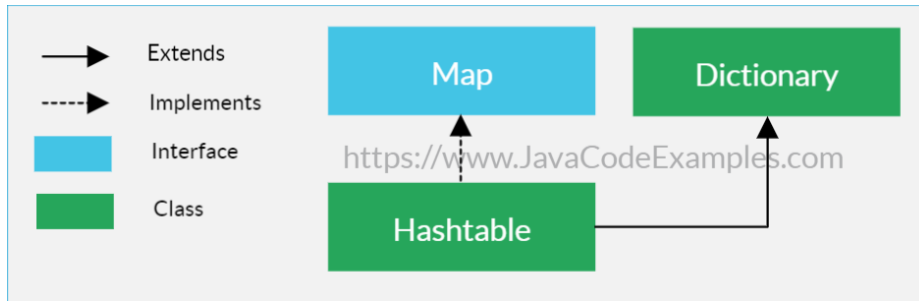 Extends
Implements
Interface
Class
Map
Dictionary
https://www.JavaCodeExamples.com
Hashtable